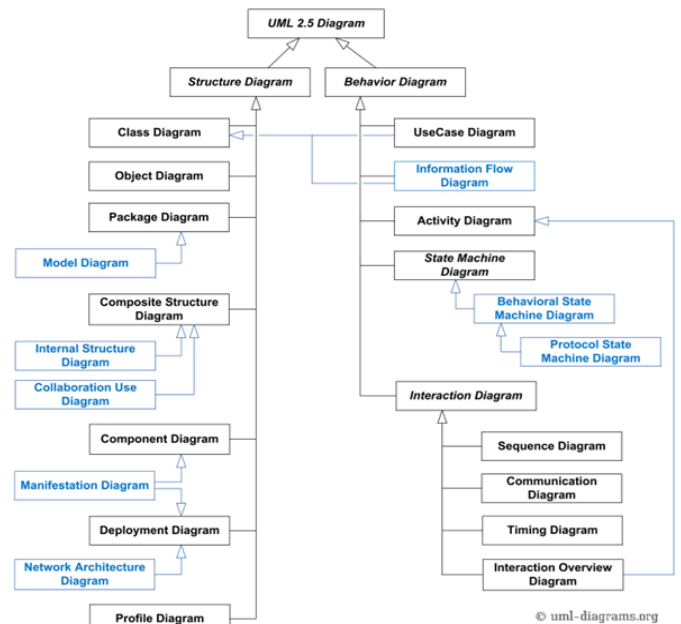 UML 2.5 Diagram
Structure Diagram
Behavior Diagram
Class Diagram
UseCase Diagram
Object Diagram
Information Flow
Diagram
Package Diagram
Activity Diagram
Model Diagram
State Machine
Diagram
Composite Structure
Diagram
Behavioral State
Machine Diagram
Internal Structure
Diagram
Protocol State
Machine Diagram
Collaboration Use
Diagram
Interaction Diagram
Component Diagram
Sequence Diagram
Manifestation Diagram
Communication
Diagram
Deployment Diagram
Timing Diagram
Network Architecture
Diagram
Interaction Overview
Diagram
Profile Diagram
© uml-diagrams.org